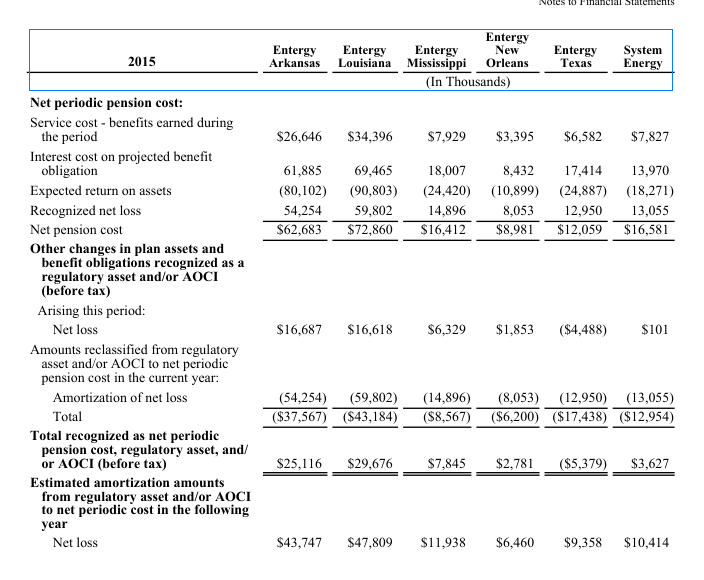 Notes to Financial Statements
2015 Entergy Arkansas Entergy Louisiana Entergy Mississippi Entergy New Orleans Entergy Texas System Energy
(In Thousands)
Net periodic pension cost:
Service cost - benefits earned during
the period $26,646 $34,396 $7,929 $3,395 $6,582 $7,827
Interest cost on projected benefit
obligation 61,885 69,465 18,007 8,432 17,414 13,970
Expected return on assets (80,102) (90,803) (24,420) (10,899) (24,887) (18,271)
Recognized net loss 54,254 59,802 14,896 8,053 12,950 13,055
Net pension cost $62,683 $72,860 $16,412 $8,981 $12,059 $16,581
Other changes in plan assets and
benefit obligations recognized as a
regulatory asset and/or AOCI
(before tax)
Arising this period:
Net loss $16,687 $16,618 $6,329 $1,853 ($4,488) $101
Amounts reclassified from regulatory
asset and/or AOCI to net periodic
pension cost in the current year:
Amortization of net loss (54,254) (59,802) (14,896) (8,053) (12,950) (13,055)
Total ($37,567) ($43,184) ($8,567) ($6,200) ($17,438) ($12,954)
Total recognized as net periodic
pension cost, regulatory asset, and/
or AOCI (before tax) $25,116 $29,676 $7,845 $2,781 ($5,379) $3,627
Estimated amortization amounts
from regulatory asset and/or AOCI
to net periodic cost in the following
year
Net loss $43,747 $47,809 $11,938 $6,460 $9,358 $10,414